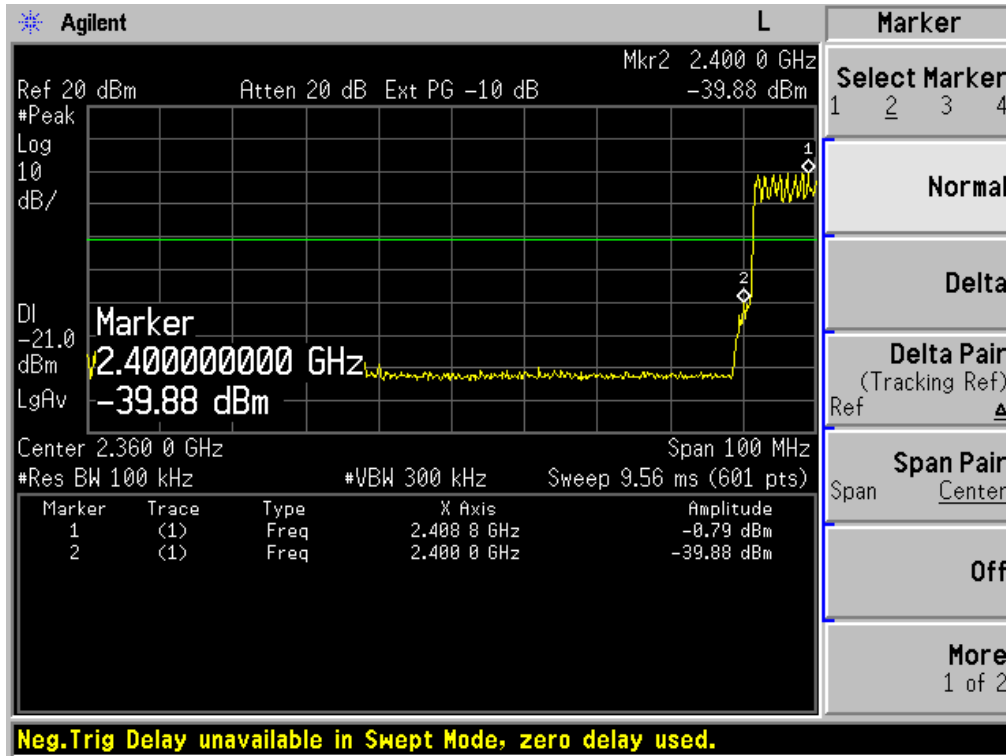 Agilent L Marker
Mkr2 2.400 0 GHz
Ref 20 dBm Atten 20 dB Ext PG -10 dB -39.88 dBm
#Peak
Log
10
dB/
1
2
DI
-21.0
dBm
LgAv
Marker
2.400000000 GHz
-39.88 dBm
Center 2.360 0 GHz Span 100 MHz
#Res BW 100 kHz #VBW 300 kHz Sweep 9.56 ms (601 pts)
Marker Trace Type X Axis Amplitude
1 (1) Freq 2.408 8 GHz -0.79 dBm
2 (1) Freq 2.400 0 GHz -39.88 dBm
Select Marker
1 2 3 4
Normal
Delta
Delta Pair
(Tracking Ref)
Ref Δ
Span Pair
Span Center
Off
More
1 of 2
Neg.Trig Delay unavailable in Swept Mode, zero delay used.